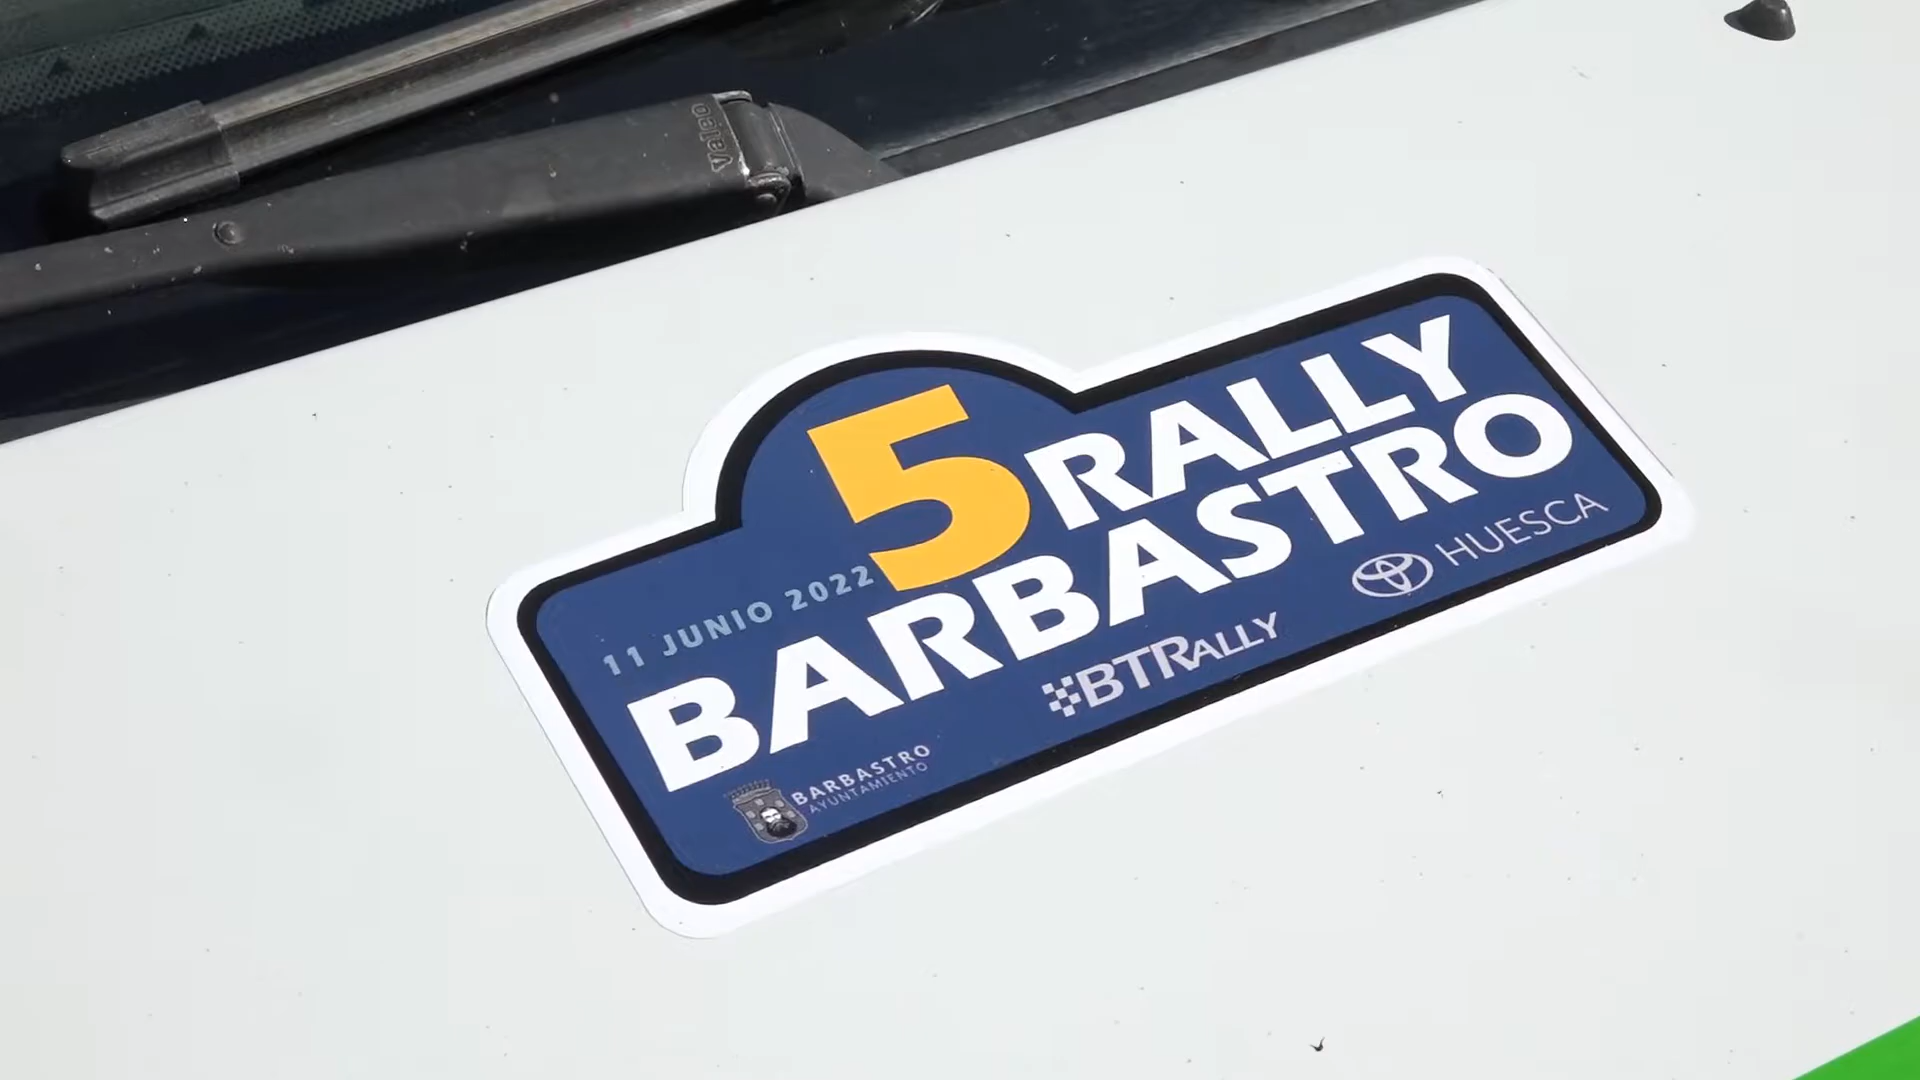 Valeo
5 RALLY
11 JUNIO 2022
BARBASTRO
BTRALLY
HUESCA
BARBASTRO
AYUNTAMIENTO